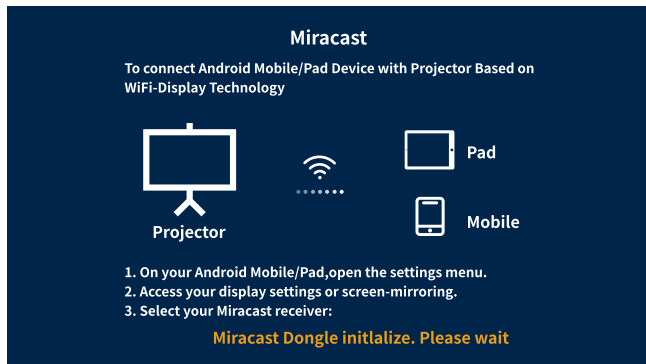 Miracast
To connect Android Mobile/Pad Device with Projector Based on
WiFi-Display Technology
Pad
Mobile
Projector
1. On your Android Mobile/Pad,open the settings menu.
2. Access your display settings or screen-mirroring.
3. Select your Miracast receiver:
Miracast Dongle initlalize. Please wait